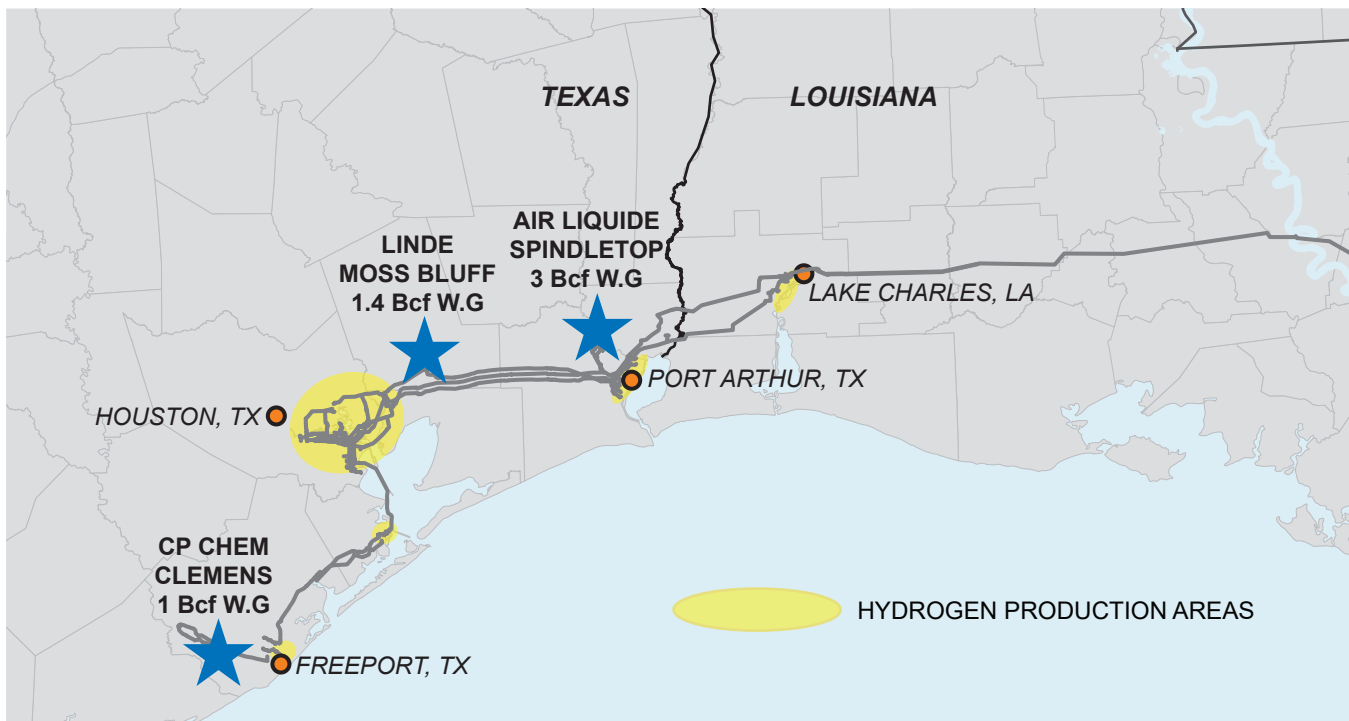 TEXAS
LOUISIANA
AIR LIQUIDE
SPINDLETOP
3 Bcf W.G
LINDE
MOSS BLUFF
1.4 Bcf W.G
LAKE CHARLES, LA
PORT ARTHUR, TX
HOUSTON, TX
CP CHEM
CLEMENS
1 Bcf W.G
HYDROGEN PRODUCTION AREAS
FREEPORT, TX